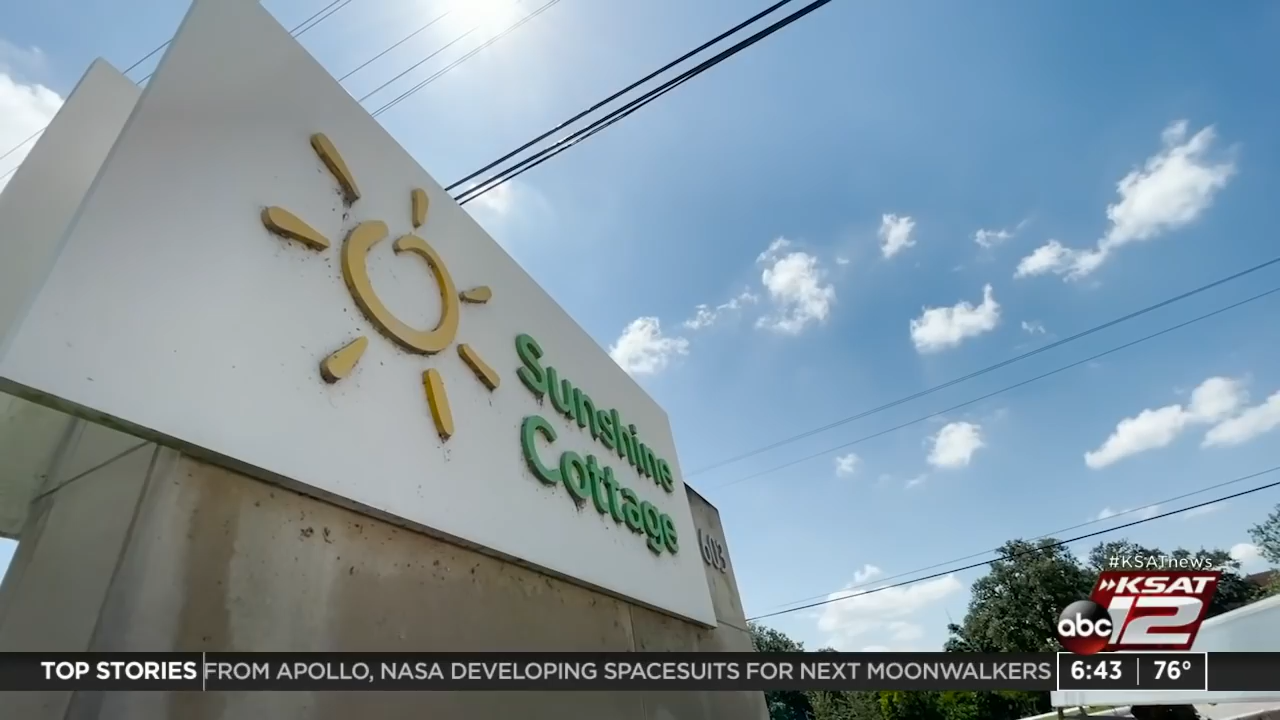 Sunshine
Cottage
603
#KSATnews
KSAT
abc 12
TOP STORIES FROM APOLLO, NASA DEVELOPING SPACESUITS FOR NEXT MOONWALKERS 6:43 76°